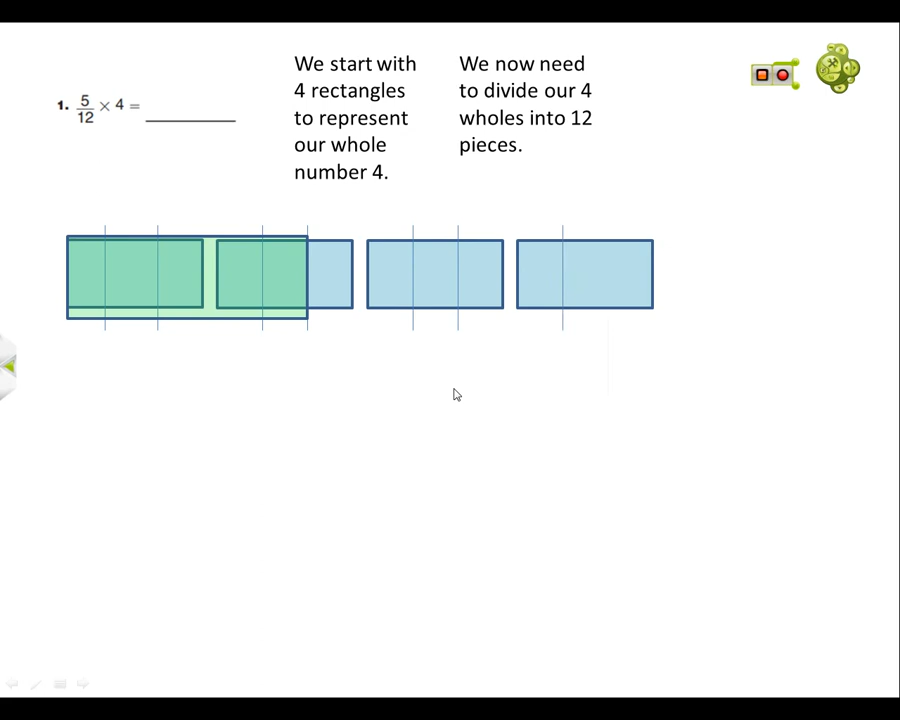 1. 5/12 × 4 = ________
We start with
4 rectangles
to represent
our whole
number 4.
We now need
to divide our 4
wholes into 12
pieces.